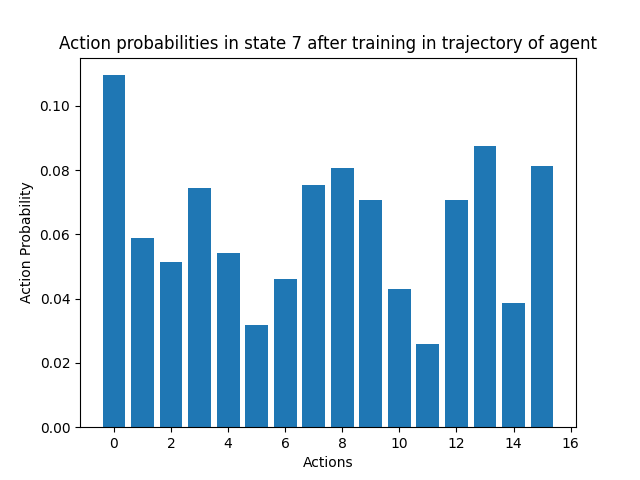 Action probabilities in state 7 after training in trajectory of agent
0.10
0.08
0.06
0.04
0.02
0.00
Action Probability
0 2 4 6 8 10 12 14 16
Actions